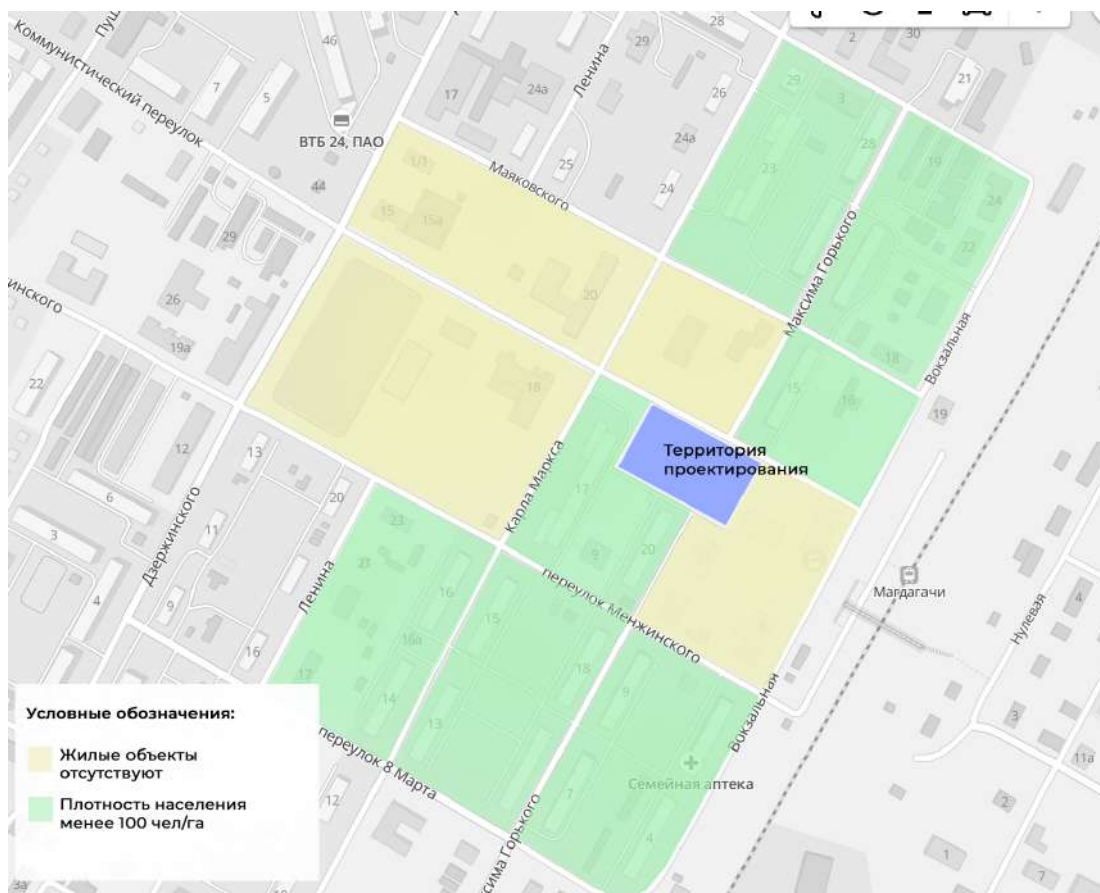 Пуш
28
2
30
Коммунистический переулок
46
7
5
17
24а
29
Ленина
26
21
29
3
ВТБ 24, ПАО
25
24а
23
28
19
1/1
Маяковского
24
24
44
15
15а
29
Максима Горького
22
26
20
инского
19а
18
Вокзальная
22
18
15
16
19
Территория
проектирования
12
13
Карла Маркса
17
6
20
23
9
20
3
11
Дзержинского
27
переулок Менжинского
Магдагачи
4
9
Ленина
16
15
Нулевая
4
16
16а
18
9
17
14
Вокзальная
3
Условные обозначения:
13
переулок 8 Марта
11а
Жилые объекты
отсутствуют
Семейная аптека
Плотность населения
менее 100 чел/га
12
7
2
4
Максима Горького
1
3а
7